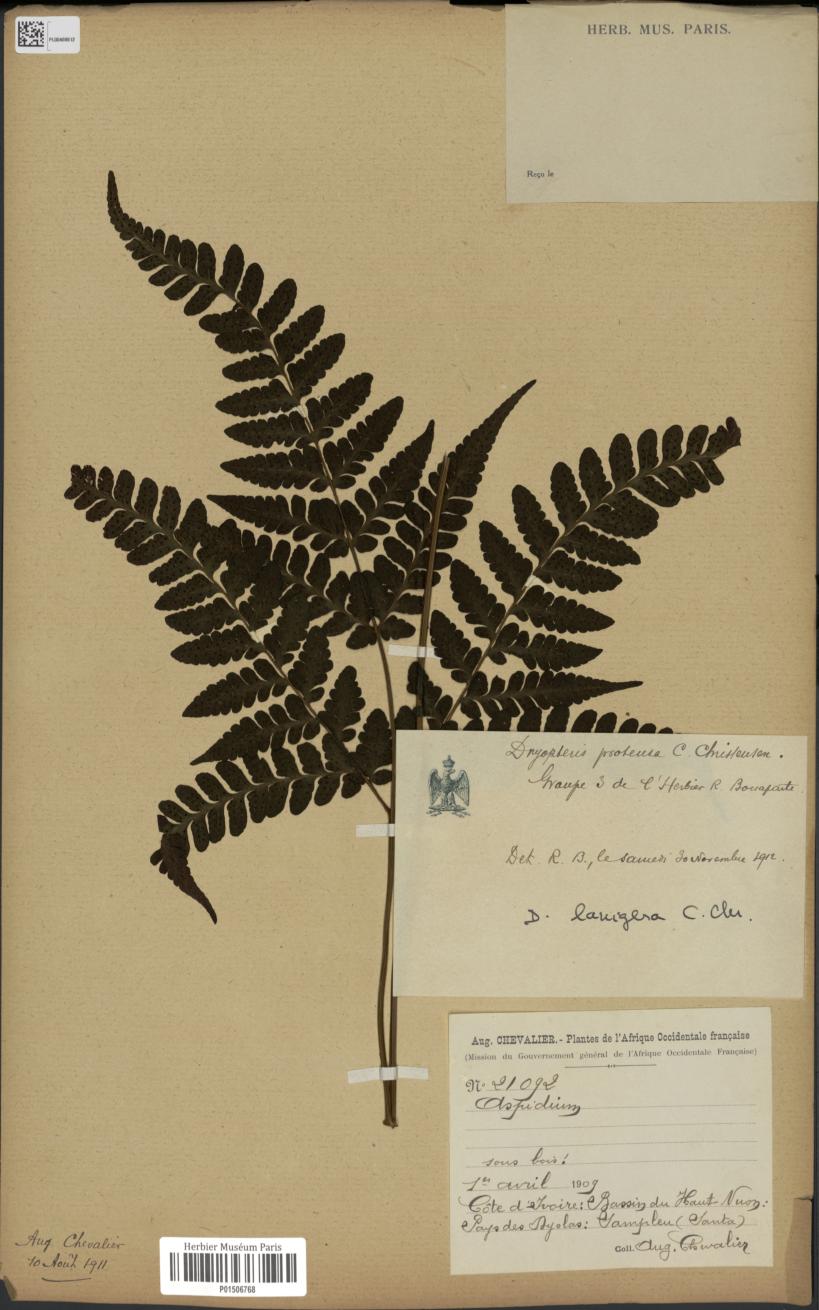 HERB. MUS. PARIS.
Reçu le
Dryopteris protensa C. Christensen.
Groupe 3 de l'Herbier R. Bonaparte.
Det. R. B., le samedi 30 Novembre 1912.
D. lanigera C. Chr.
Aug. CHEVALIER. - Plantes de l'Afrique Occidentale française
(Mission du Gouvernement général de l'Afrique Occidentale Française)
N° 21092
Aspidium
sous bois!
1er avril 1909
Côte d'Ivoire: Bassin du Haut Nuon:
Pays des Dyolas: Sampleu (Santa)
Coll. Aug. Chevalier
Aug Chevalier
10 Août 1911
Herbier Muséum Paris
P01506768